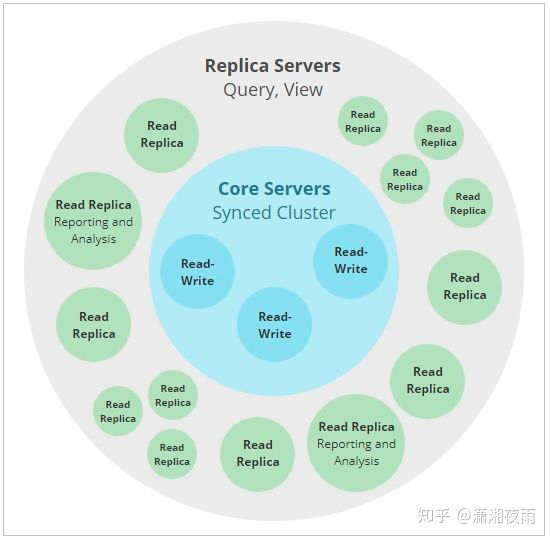 Replica Servers
Query, View
Read
Replica
Read
Replica
Read
Replica
Read
Replica
Read
Replica
Read Replica
Reporting and
Analysis
Core Servers
Synced Cluster
Read-
Write
Read-
Write
Read-
Write
Read
Replica
Read
Replica
Read
Replica
Read
Replica
Read
Replica
Read
Replica
Read
Replica
Read Replica
Reporting and
Analysis
Read
Replica
知乎 @潇湘夜雨